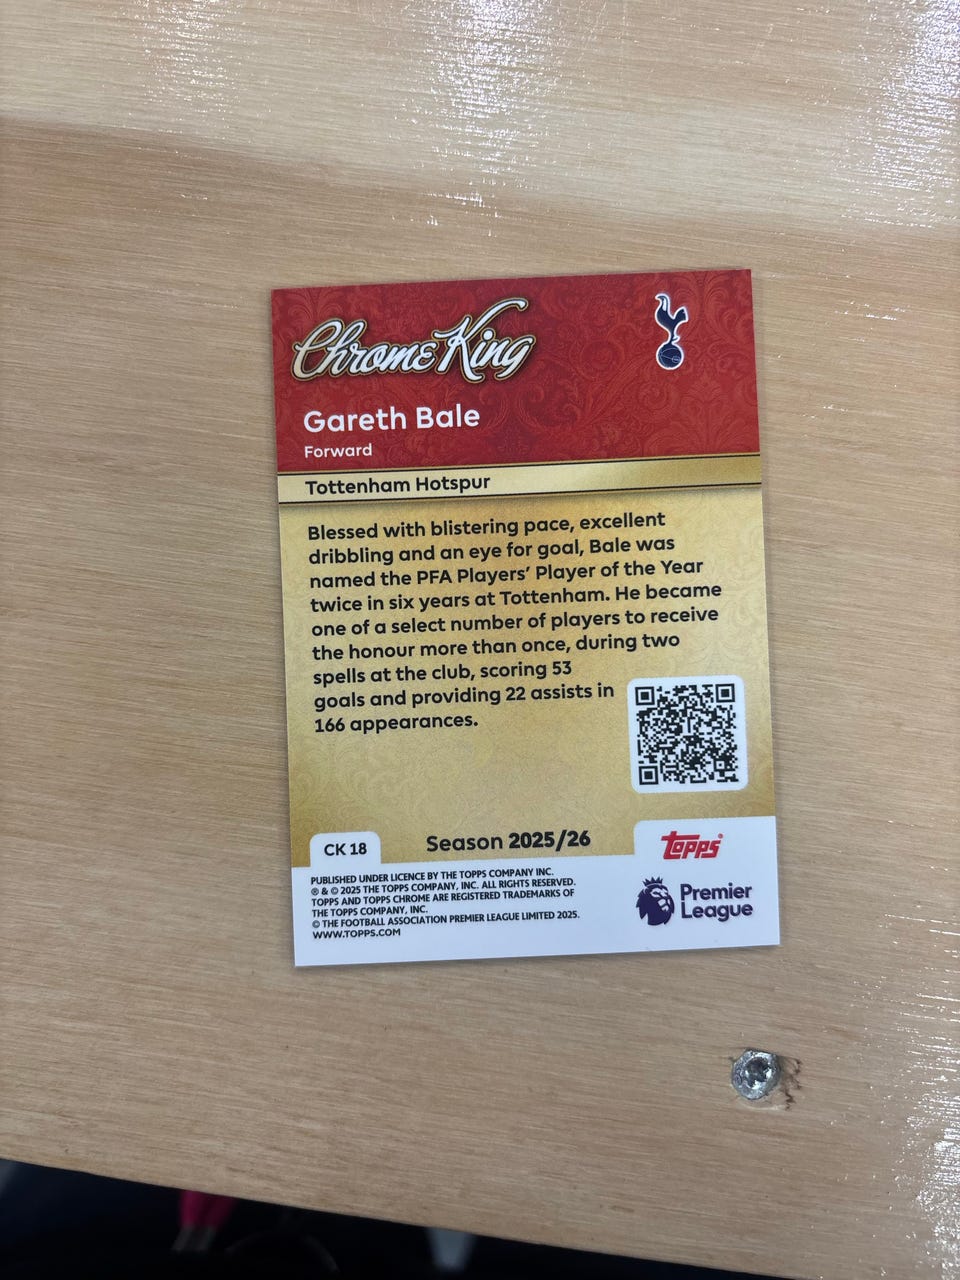 Chrome King
Gareth Bale
Forward
Tottenham Hotspur
Blessed with blistering pace, excellent
dribbling and an eye for goal, Bale was
named the PFA Players' Player of the Year
twice in six years at Tottenham. He became
one of a select number of players to receive
the honour more than once, during two
spells at the club, scoring 53
goals and providing 22 assists in
166 appearances.
CK 18
Season 2025/26
Topps
PUBLISHED UNDER LICENCE BY THE TOPPS COMPANY INC.
® & © 2025 THE TOPPS COMPANY, INC. ALL RIGHTS RESERVED.
TOPPS AND TOPPS CHROME ARE REGISTERED TRADEMARKS OF
THE TOPPS COMPANY, INC.
© THE FOOTBALL ASSOCIATION PREMIER LEAGUE LIMITED 2025.
WWW.TOPPS.COM
Premier
League